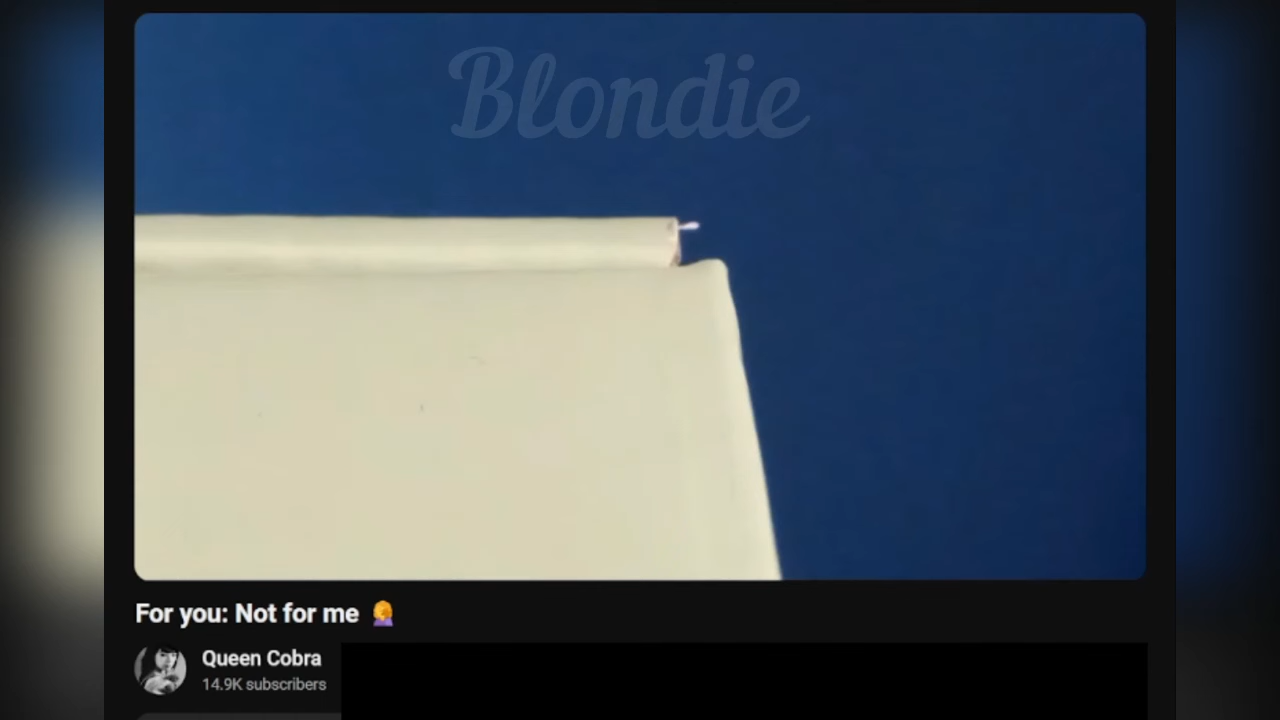 Blondie
For you: Not for me 🤦‍♀️
Queen Cobra
14.9K subscribers